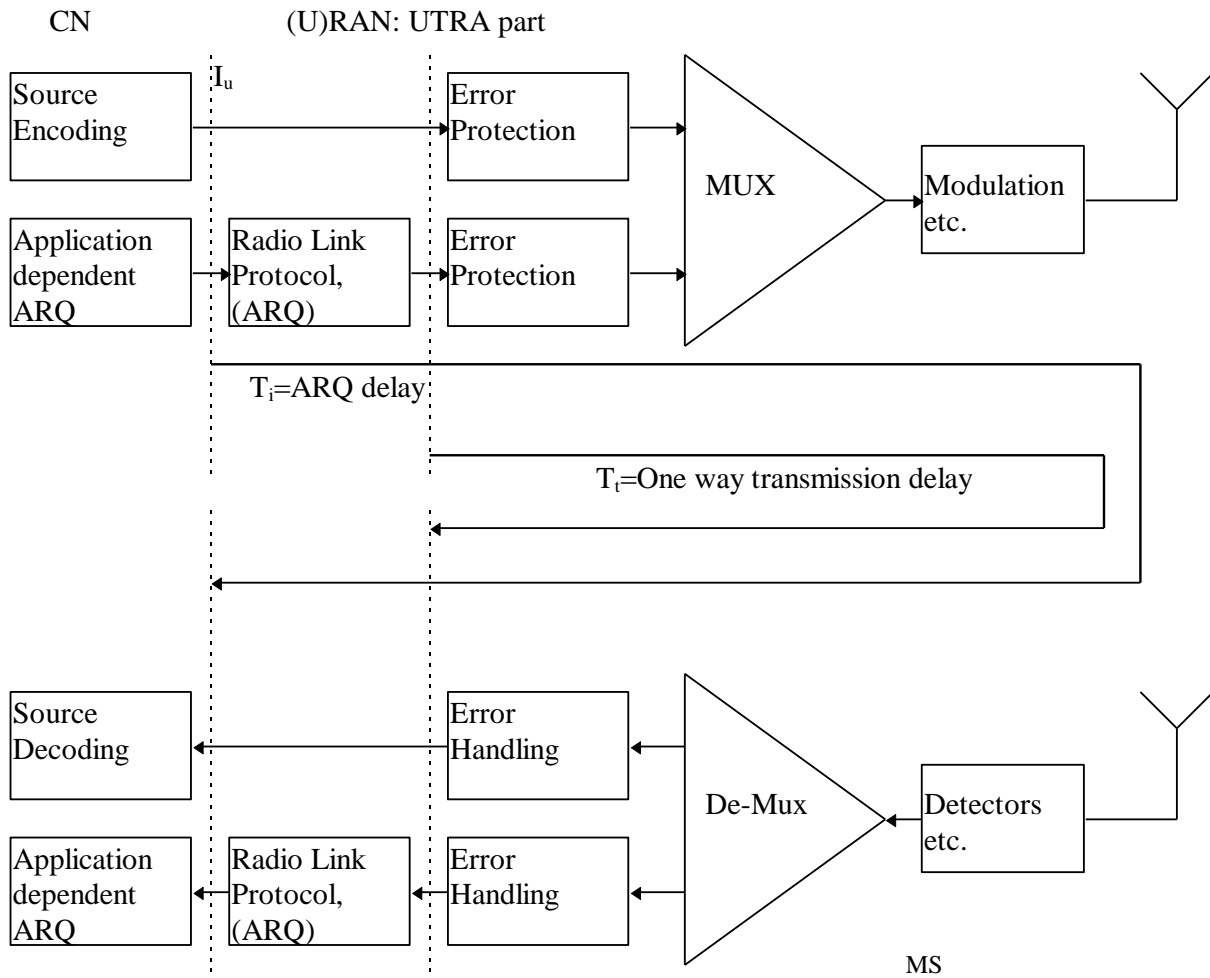 CN
(U)RAN: UTRA part
Iu
Source
Encoding
Error
Protection
MUX
Modulation
etc.
Application
dependent
ARQ
Radio Link
Protocol,
(ARQ)
Error
Protection
Ti=ARQ delay
Tt=One way transmission delay
Source
Decoding
Error
Handling
De-Mux
Detectors
etc.
Application
dependent
ARQ
Radio Link
Protocol,
(ARQ)
Error
Handling
MS